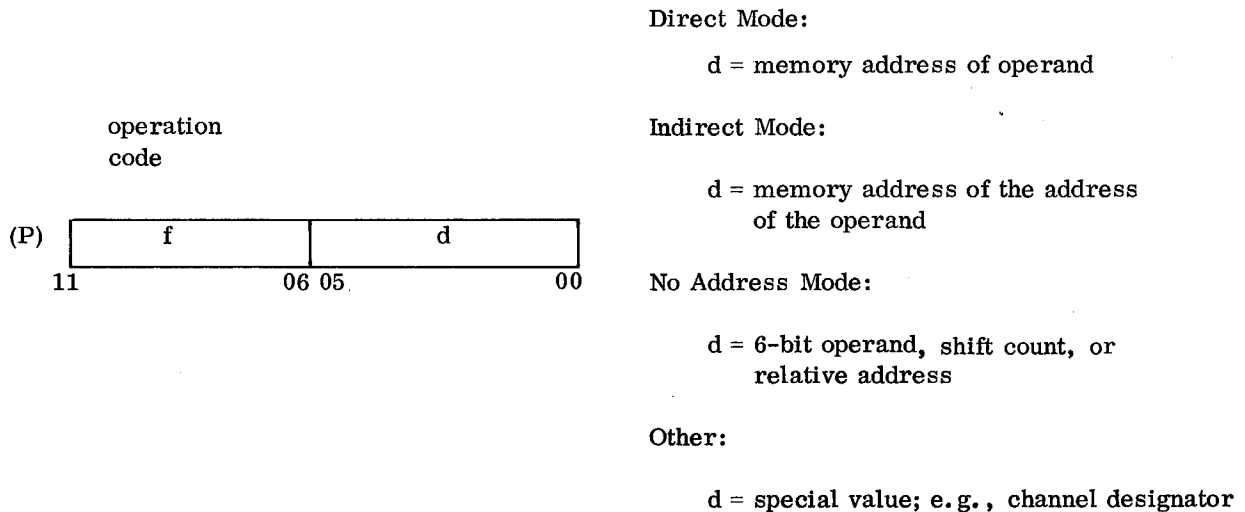 operation
code
(P) f d
11 06 05 00
Direct Mode:
d = memory address of operand
Indirect Mode:
d = memory address of the address
of the operand
No Address Mode:
d = 6-bit operand, shift count, or
relative address
Other:
d = special value; e.g., channel designator